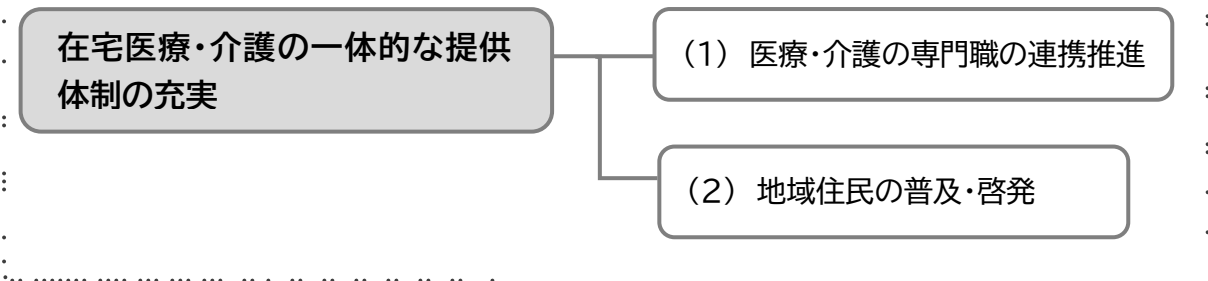 在宅医療・介護の一体的な提供
体制の充実
（1） 医療・介護の専門職の連携推進
（2） 地域住民の普及・啓発